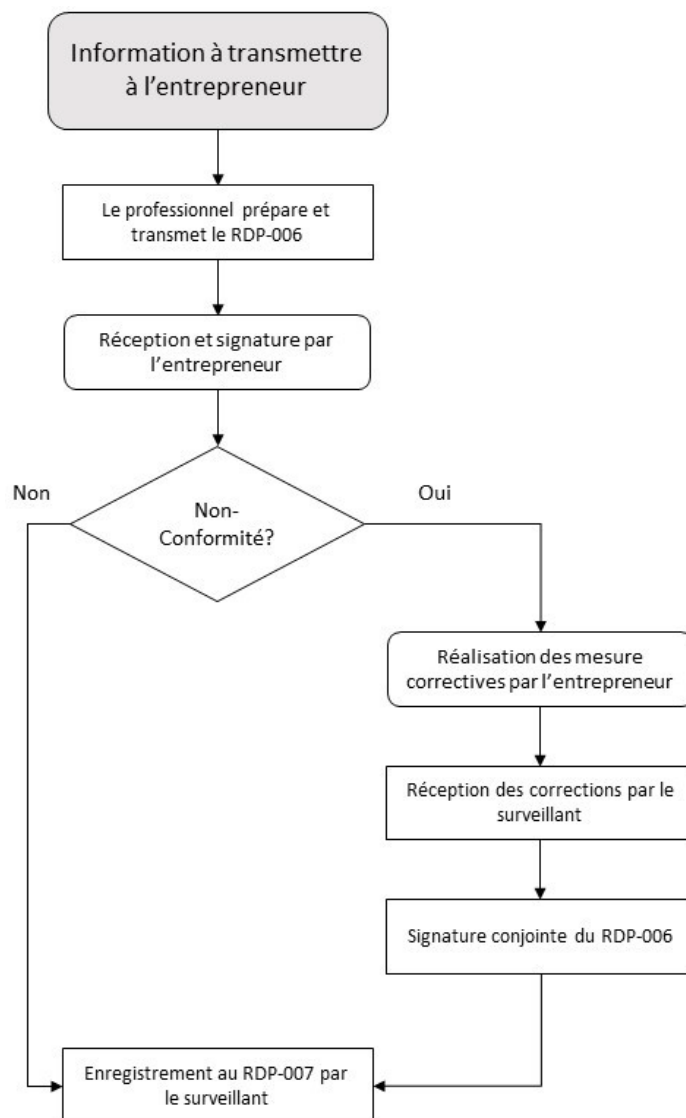 Information à transmettre
à l'entrepreneur
Le professionnel prépare et
transmet le RDP-006
Réception et signature par
l'entrepreneur
Non-
Conformité?
Non
Oui
Réalisation des mesure
correctives par l'entrepreneur
Réception des corrections par le
surveillant
Signature conjointe du RDP-006
Enregistrement au RDP-007 par
le surveillant